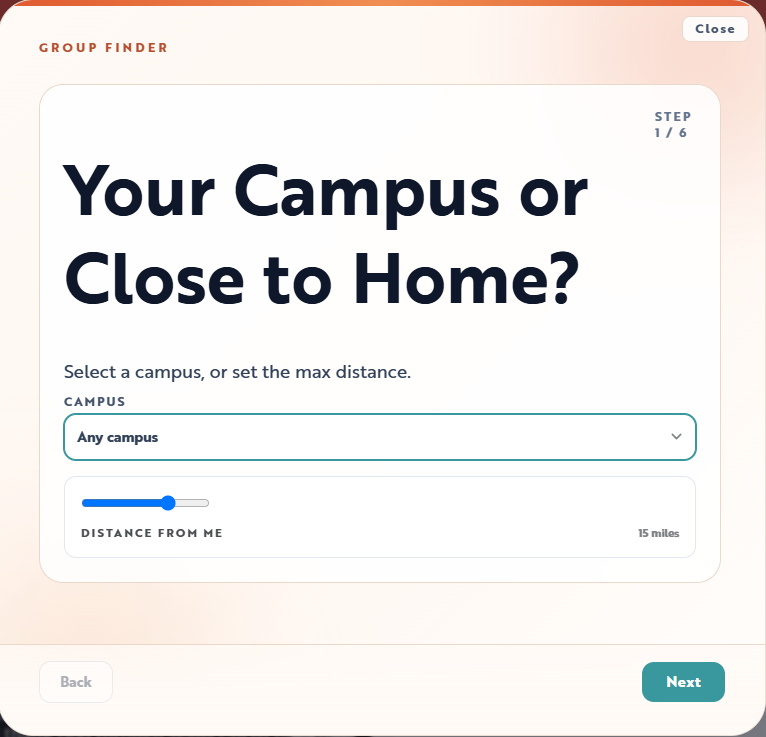 Close
GROUP FINDER
STEP
1 / 6
Your Campus or
Close to Home?
Select a campus, or set the max distance.
CAMPUS
Any campus
DISTANCE FROM ME
15 miles
Back
Next